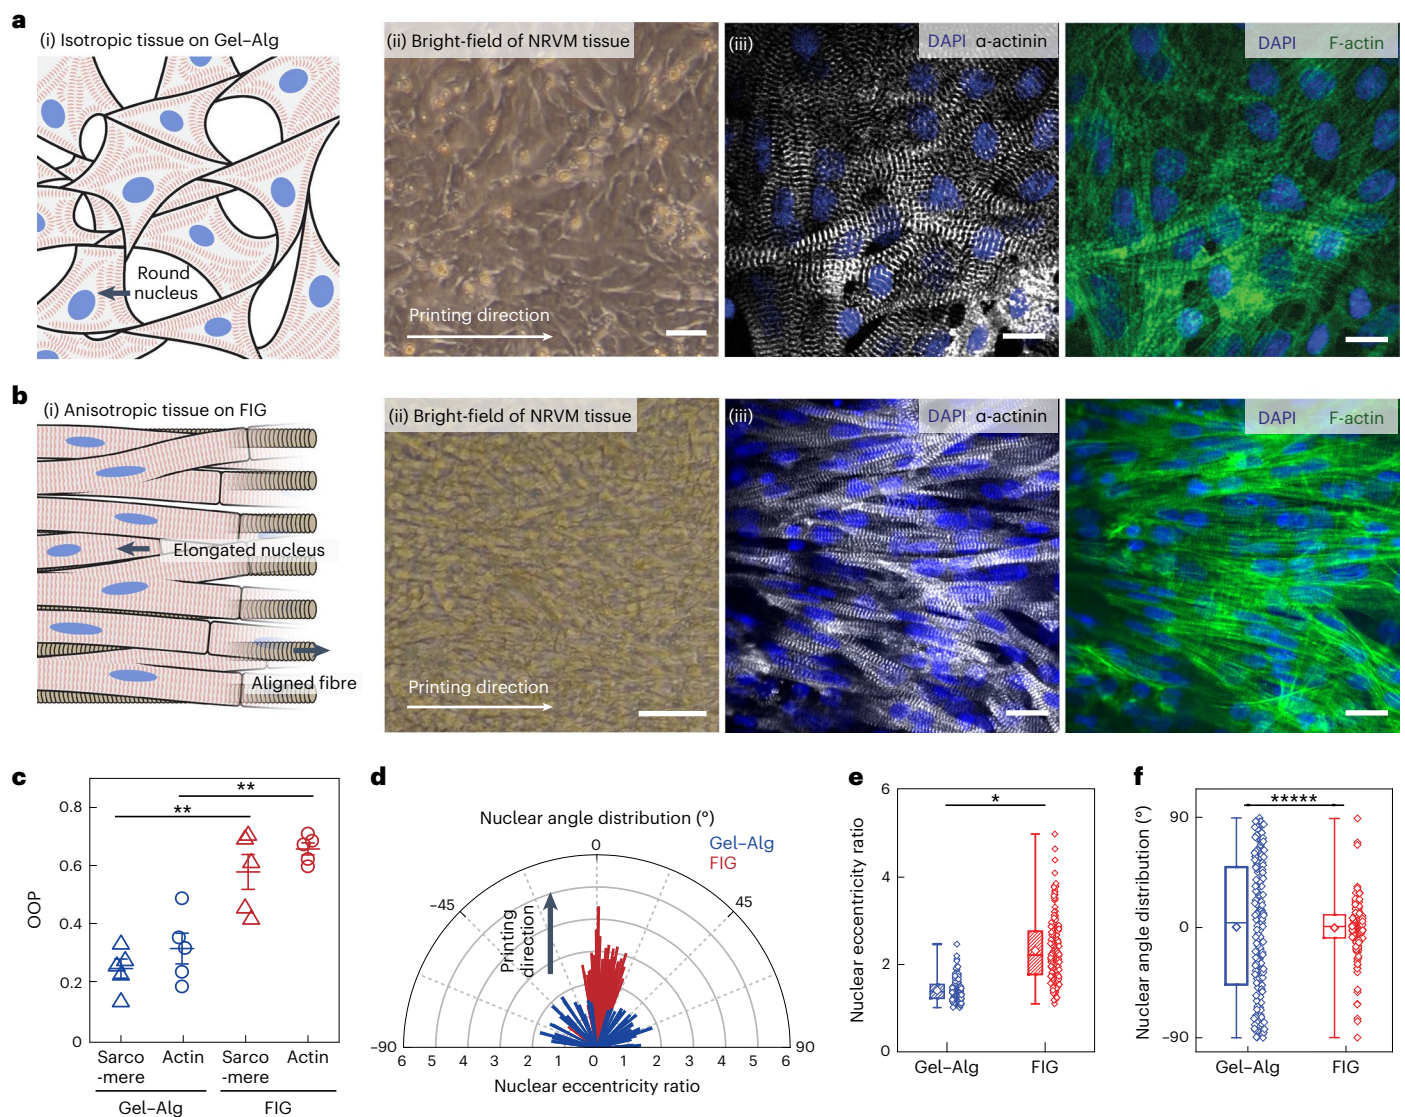 a
(i) Isotropic tissue on Gel–Alg
Round
nucleus
(ii) Bright-field of NRVM tissue
Printing direction
(iii)
DAPI α-actinin
DAPI F-actin
b
(i) Anisotropic tissue on FIG
Elongated nucleus
Aligned fibre
(ii) Bright-field of NRVM tissue
Printing direction
(iii)
DAPI α-actinin
DAPI F-actin
c
OOP
0.8
0.6
0.4
0.2
0
**
**
Sarco
-mere
Actin
Sarco
-mere
Actin
Gel–Alg
FIG
d
Nuclear angle distribution (°)
Gel–Alg
FIG
0
–45
45
Printing
direction
–90
90
6 5 4 3 2 1 0 1 2 3 4 5 6
Nuclear eccentricity ratio
e
Nuclear eccentricity ratio
6
4
2
0
*
Gel–Alg
FIG
f
Nuclear angle distribution (°)
90
0
–90
*****
Gel–Alg
FIG